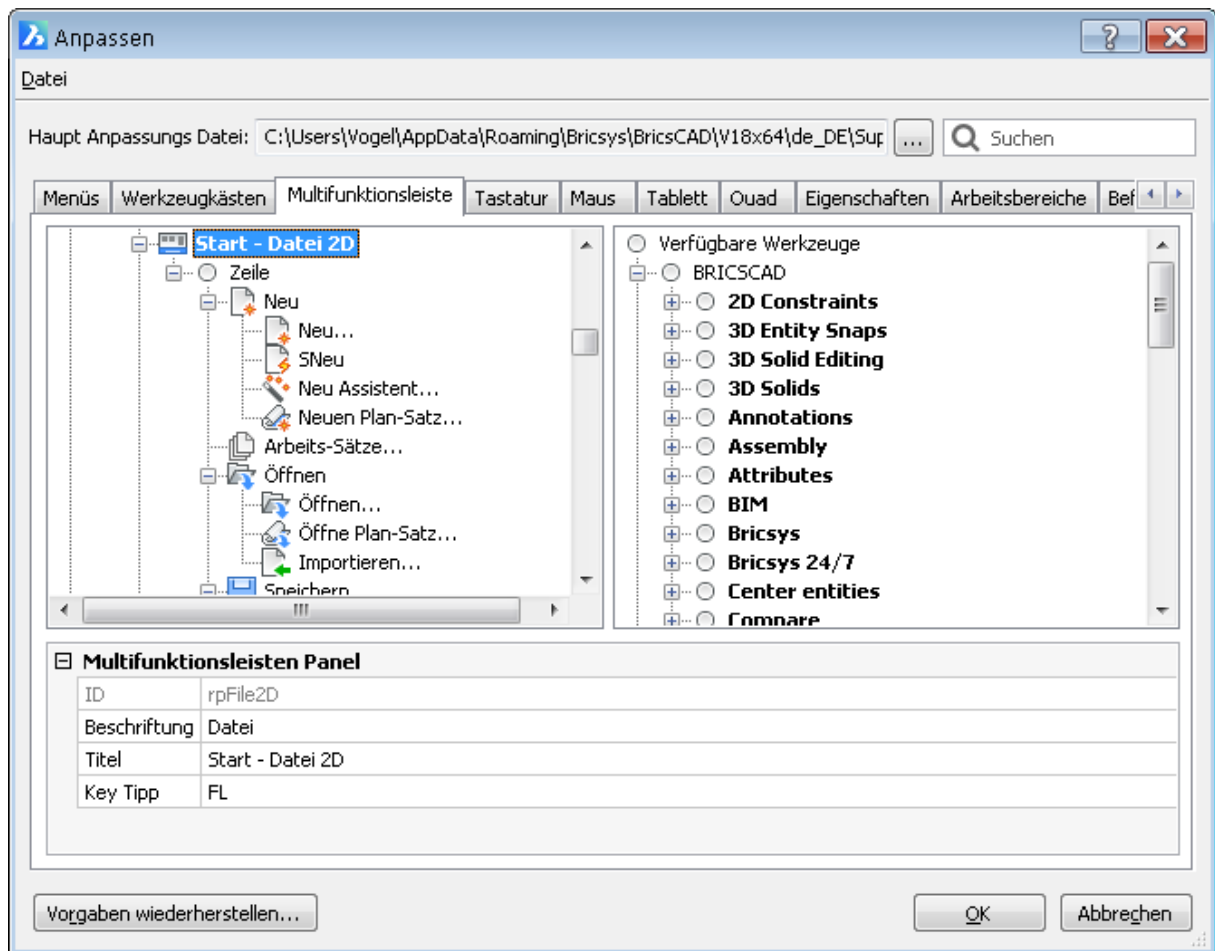 Anpassen
Datei
Haupt Anpassungs Datei: C:\Users\Vogel\AppData\Roaming\Bricsys\BricsCAD\V18x64\de_DE\Sup ... Suchen
Menüs Werkzeugkästen Multifunktionsleiste Tastatur Maus Tablett Quad Eigenschaften Arbeitsbereiche Bef
Start - Datei 2D
Zeile
Neu
Neu...
SNeu
Neu Assistent...
Neuen Plan-Satz...
Arbeits-Sätze...
Öffnen
Öffnen...
Öffne Plan-Satz...
Importieren...
Speichern
Verfügbare Werkzeuge
BRICSCAD
2D Constraints
3D Entity Snaps
3D Solid Editing
3D Solids
Annotations
Assembly
Attributes
BIM
Bricsys
Bricsys 24/7
Center entities
Compare
Multifunktionsleisten Panel
ID rpFile2D
Beschriftung Datei
Titel Start - Datei 2D
Key Tipp FL
Vorgaben wiederherstellen... OK Abbrechen